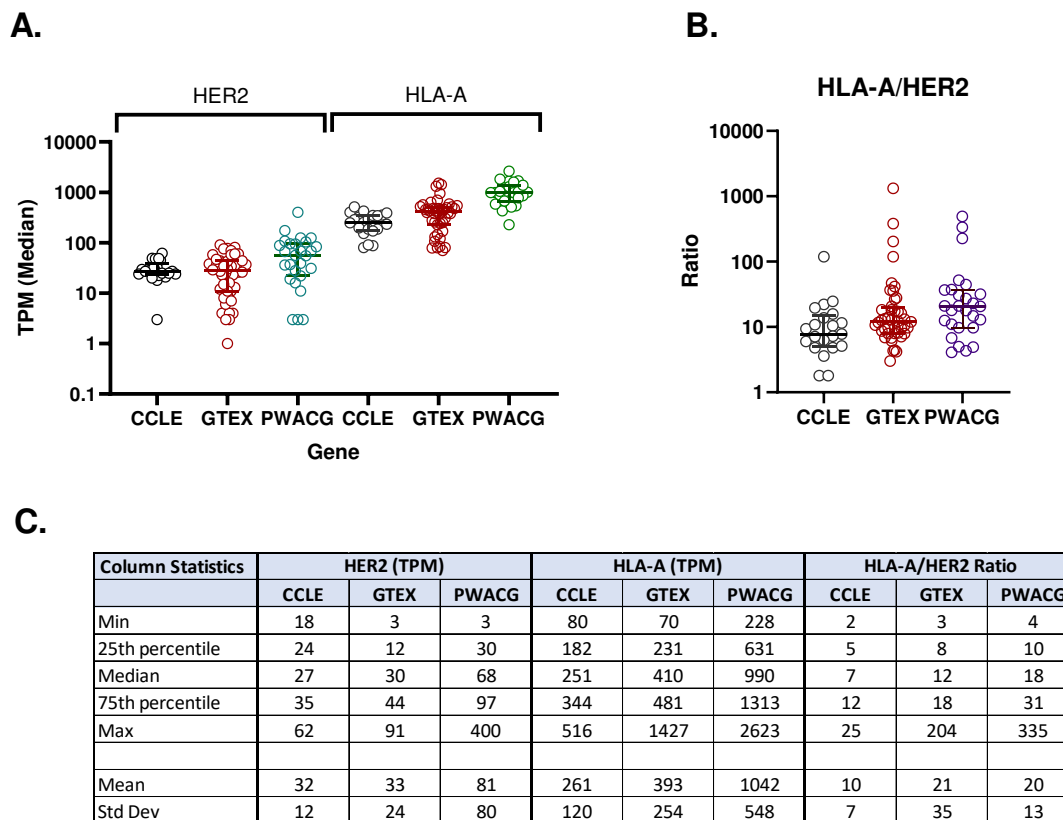 A.
B.
HER2
HLA-A
HLA-A/HER2
10000
1000
100
10
1
0.1
TPM (Median)
CCLE GTEX PWACG CCLE GTEX PWACG
Gene
10000
1000
100
10
1
Ratio
CCLE GTEX PWACG
C.
Column Statistics HER2 (TPM) HLA-A (TPM) HLA-A/HER2 Ratio
CCLE GTEX PWACG CCLE GTEX PWACG CCLE GTEX PWACG
Min 18 3 3 80 70 228 2 3 4
25th percentile 24 12 30 182 231 631 5 8 10
Median 27 30 68 251 410 990 7 12 18
75th percentile 35 44 97 344 481 1313 12 18 31
Max 62 91 400 516 1427 2623 25 204 335
Mean 32 33 81 261 393 1042 10 21 20
Std Dev 12 24 80 120 254 548 7 35 13